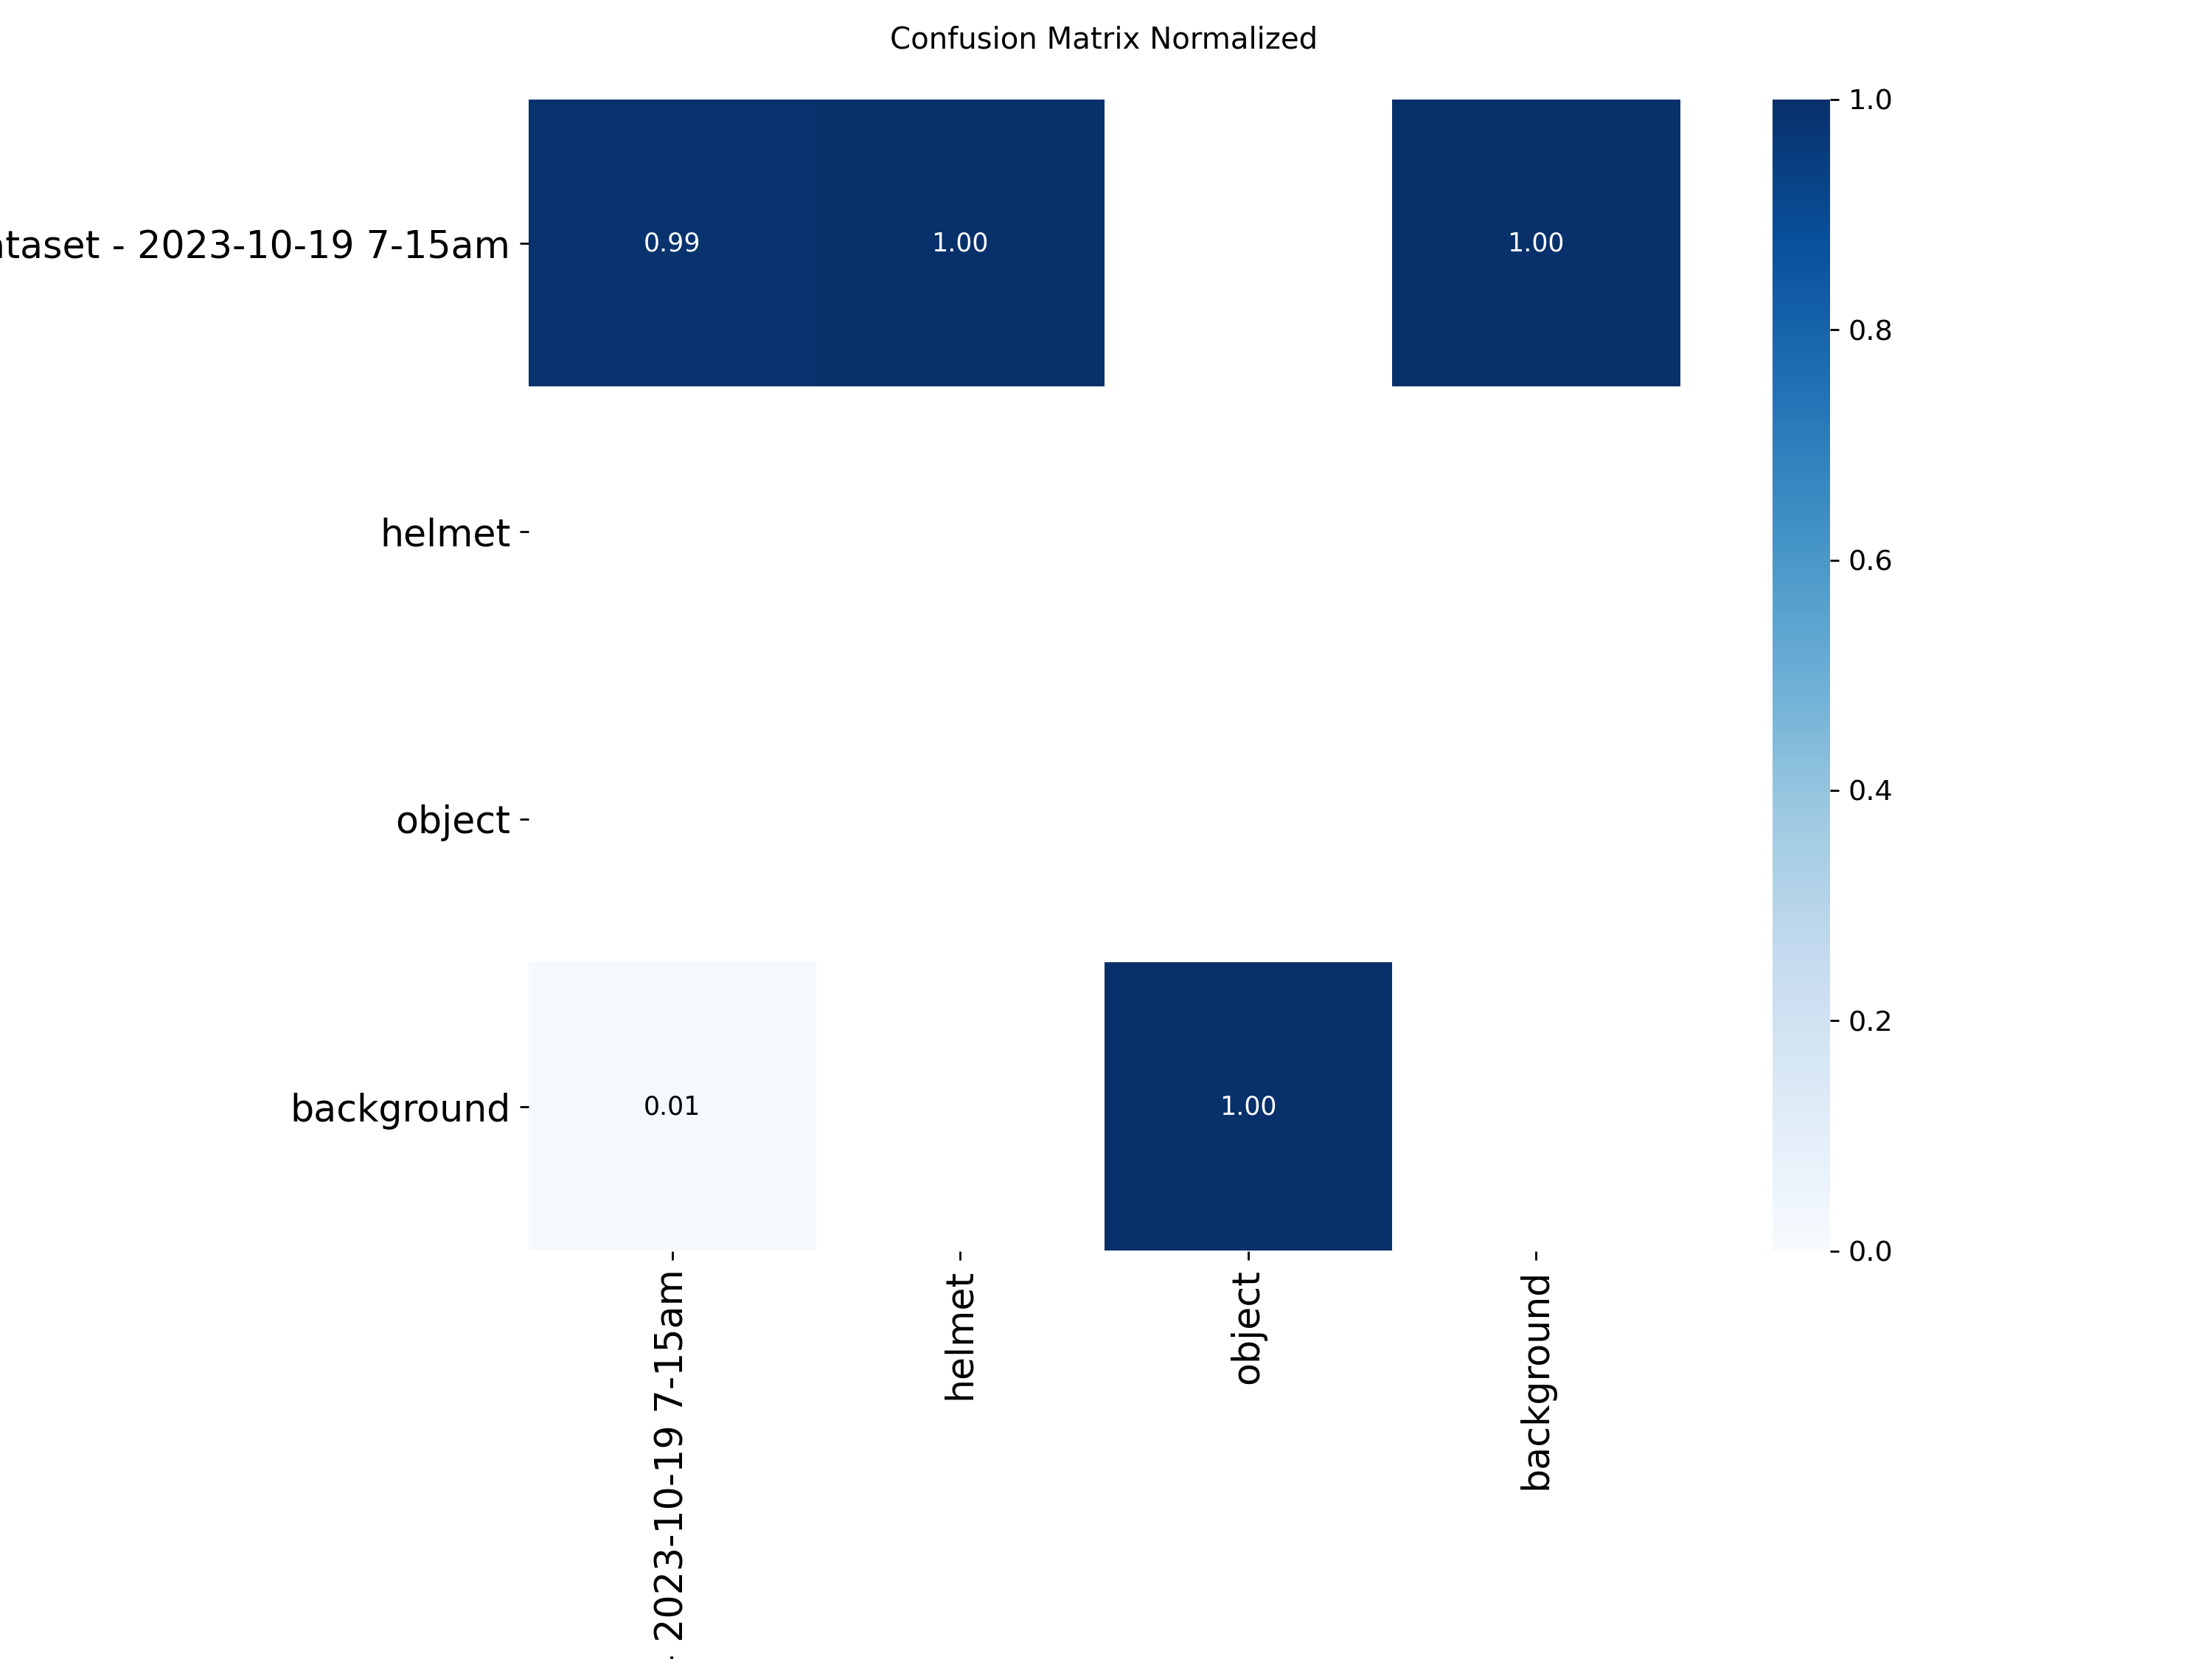 Confusion Matrix Normalized
1.0
0.8
0.6
0.4
0.2
0.0
- 2023-10-19 7-15am
helmet
object
background
0.99
1.00
1.00
0.01
1.00
- 2023-10-19 7-15am
helmet
object
background